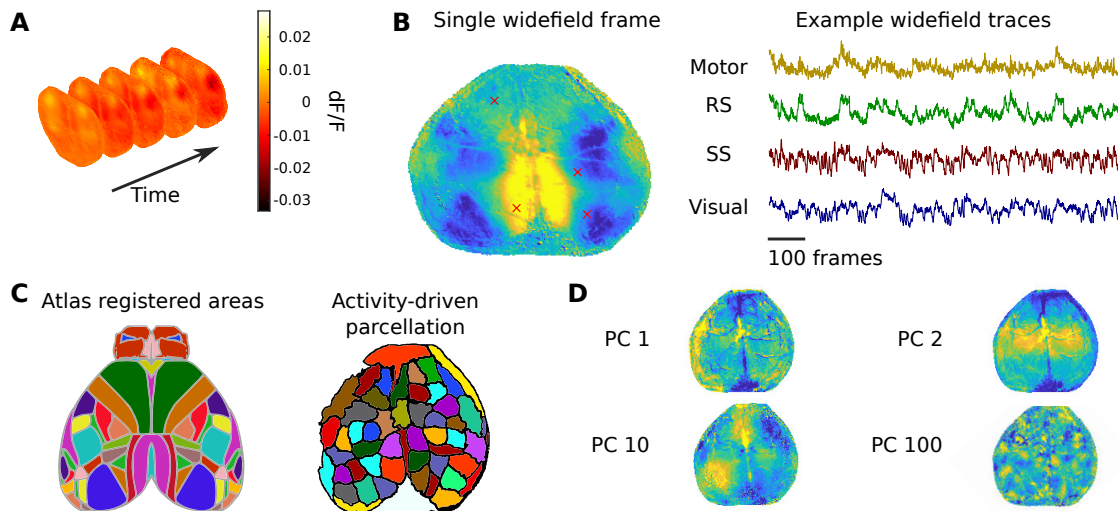 A
0.02
0.01
0
-0.01
-0.02
-0.03
dF/F
Time
B
Single widefield frame
Example widefield traces
Motor
RS
SS
Visual
100 frames
C
Atlas registered areas
Activity-driven
parcellation
D
PC 1
PC 2
PC 10
PC 100